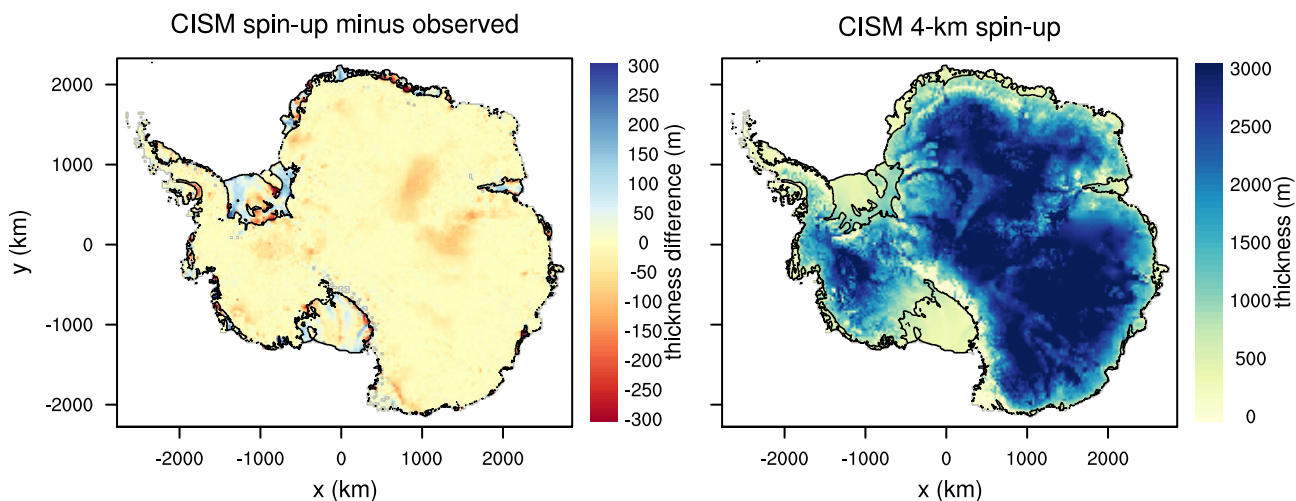 CISM spin-up minus observed
y (km)
2000
1000
0
-1000
-2000
-2000 -1000 0 1000 2000
x (km)
300
250
200
150
100
50
0
-50
-100
-150
-200
-250
-300
thickness difference (m)
CISM 4-km spin-up
-2000 -1000 0 1000 2000
x (km)
3000
2500
2000
1500
1000
500
0
thickness (m)